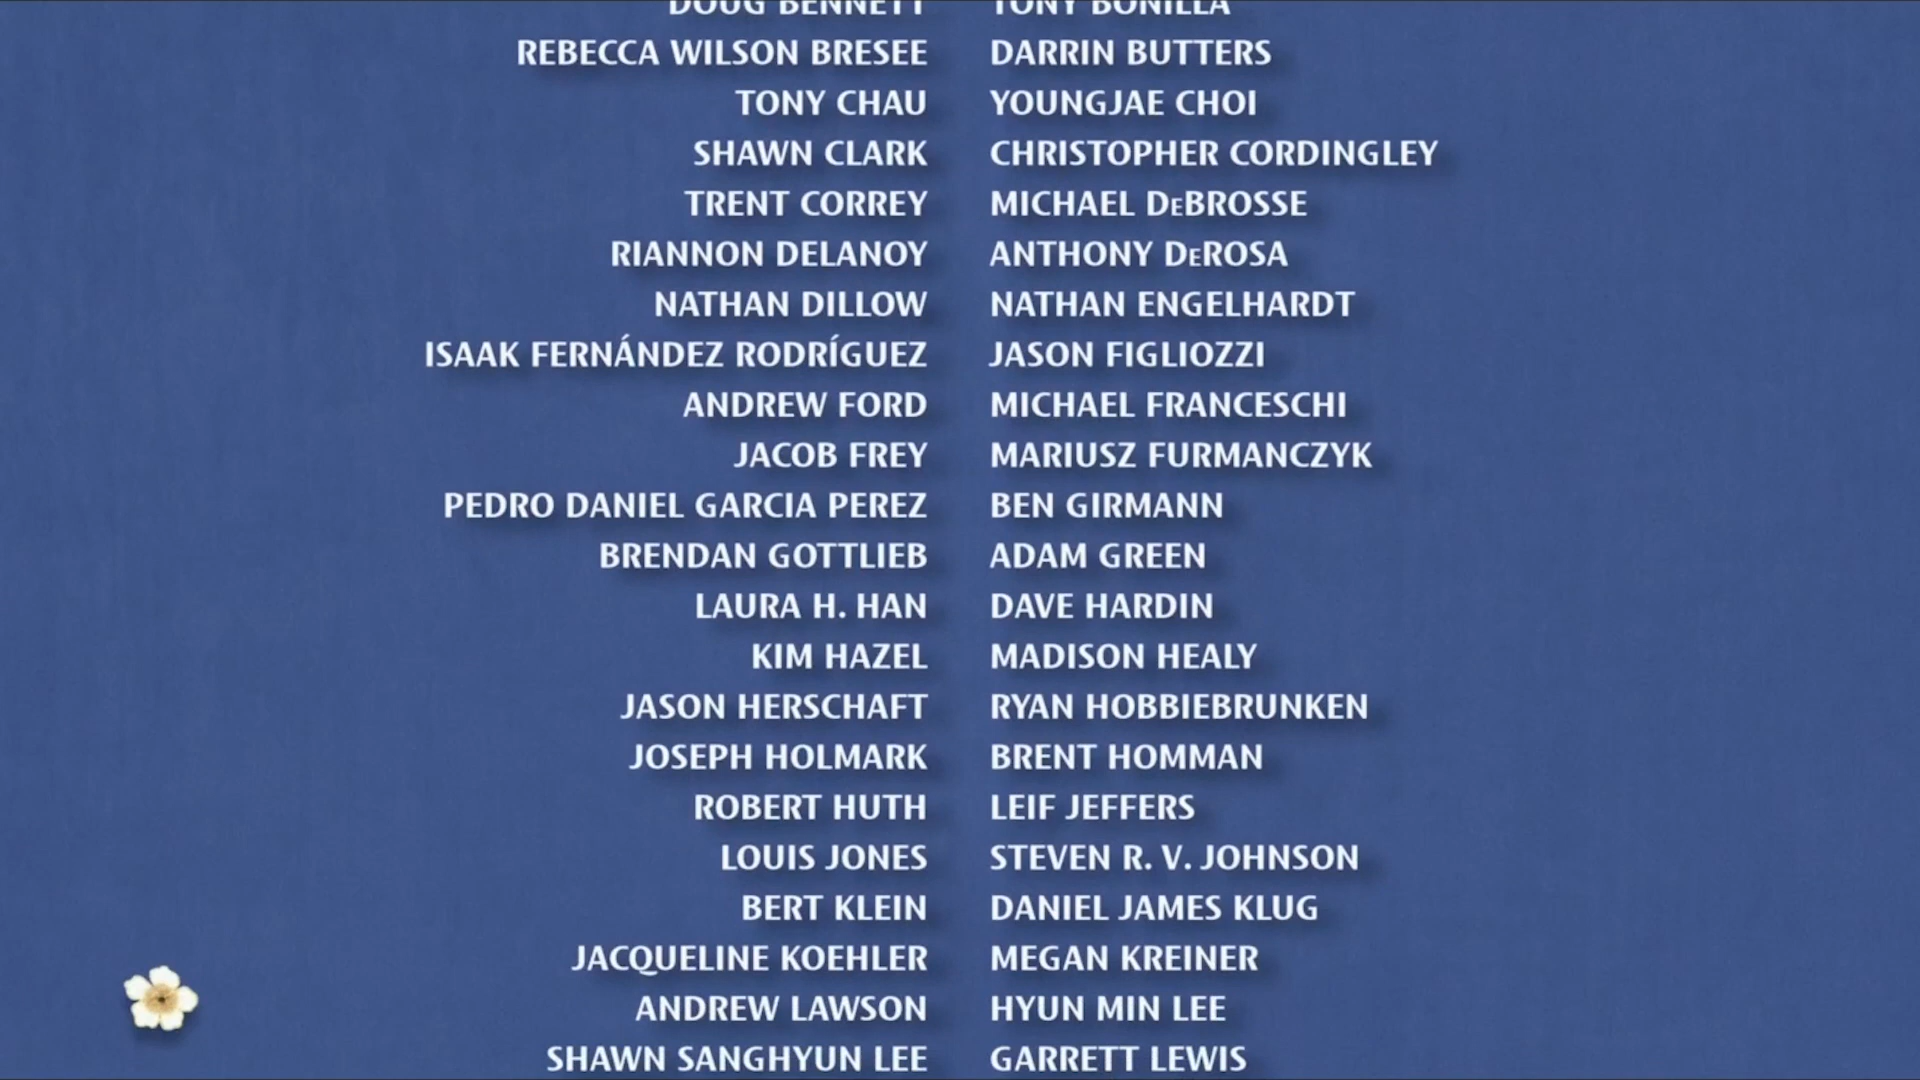 DOUG BENNETT TONY BONILLA
REBECCA WILSON BRESEE DARRIN BUTTERS
TONY CHAU YOUNGJAE CHOI
SHAWN CLARK CHRISTOPHER CORDINGLEY
TRENT CORREY MICHAEL DeBROSSE
RIANNON DELANOY ANTHONY DeROSA
NATHAN DILLOW NATHAN ENGELHARDT
ISAAK FERNÁNDEZ RODRÍGUEZ JASON FIGLIOZZI
ANDREW FORD MICHAEL FRANCESCHI
JACOB FREY MARIUSZ FURMANCZYK
PEDRO DANIEL GARCIA PEREZ BEN GIRMANN
BRENDAN GOTTLIEB ADAM GREEN
LAURA H. HAN DAVE HARDIN
KIM HAZEL MADISON HEALY
JASON HERSCHAFT RYAN HOBBIEBRUNKEN
JOSEPH HOLMARK BRENT HOMMAN
ROBERT HUTH LEIF JEFFERS
LOUIS JONES STEVEN R. V. JOHNSON
BERT KLEIN DANIEL JAMES KLUG
JACQUELINE KOEHLER MEGAN KREINER
ANDREW LAWSON HYUN MIN LEE
SHAWN SANGHYUN LEE GARRETT LEWIS